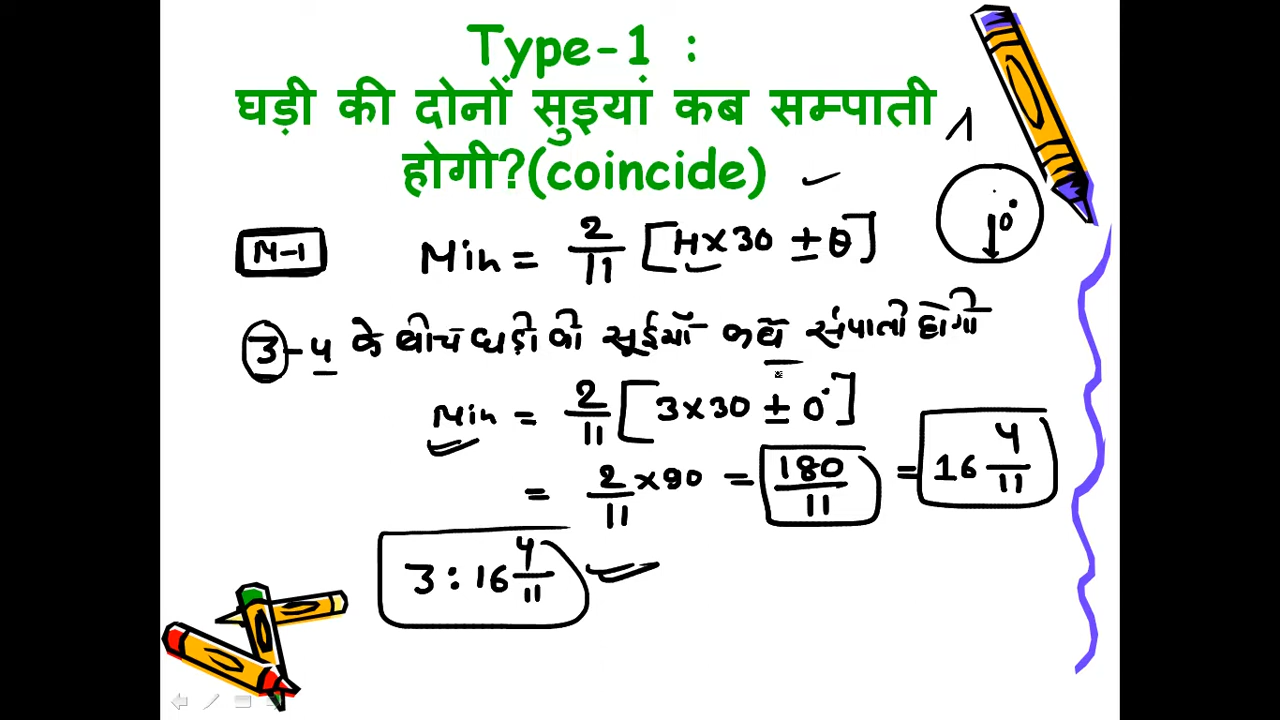 Type-1 :
घड़ी की दोनों सुइयां कब सम्पाती
होगी?(coincide)
0°
M-1
Min = 2/11 [H×30 ± θ]
3-4 के बीच घड़ी की सूईयाँ कब संपाती होगी
Min = 2/11 [3×30 ± 0°]
= 2/11 ×90 = 180/11 = 16 4/11
3 : 16 4/11